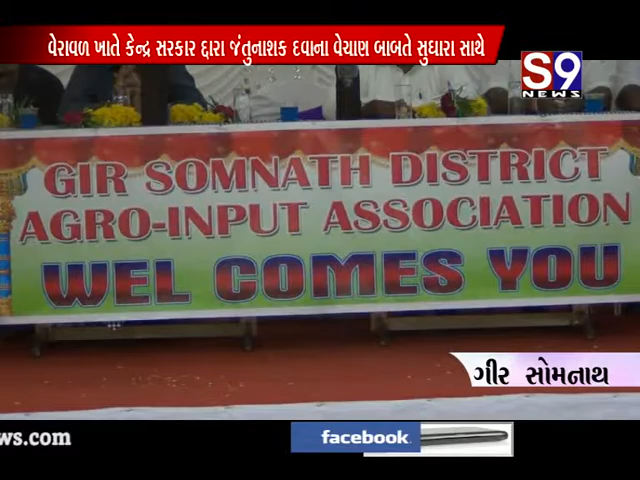 વેરાવળ ખાતે કેન્દ્ર સરકાર દ્વારા જંતુનાશક દવાના વેચાણ બાબતે સુધારા સાથે
S9
NEWS
GIR SOMNATH DISTRICT
AGRO-INPUT ASSOCIATION
WEL COMES YOU
ગીર સોમનાથ
ws.com
facebook